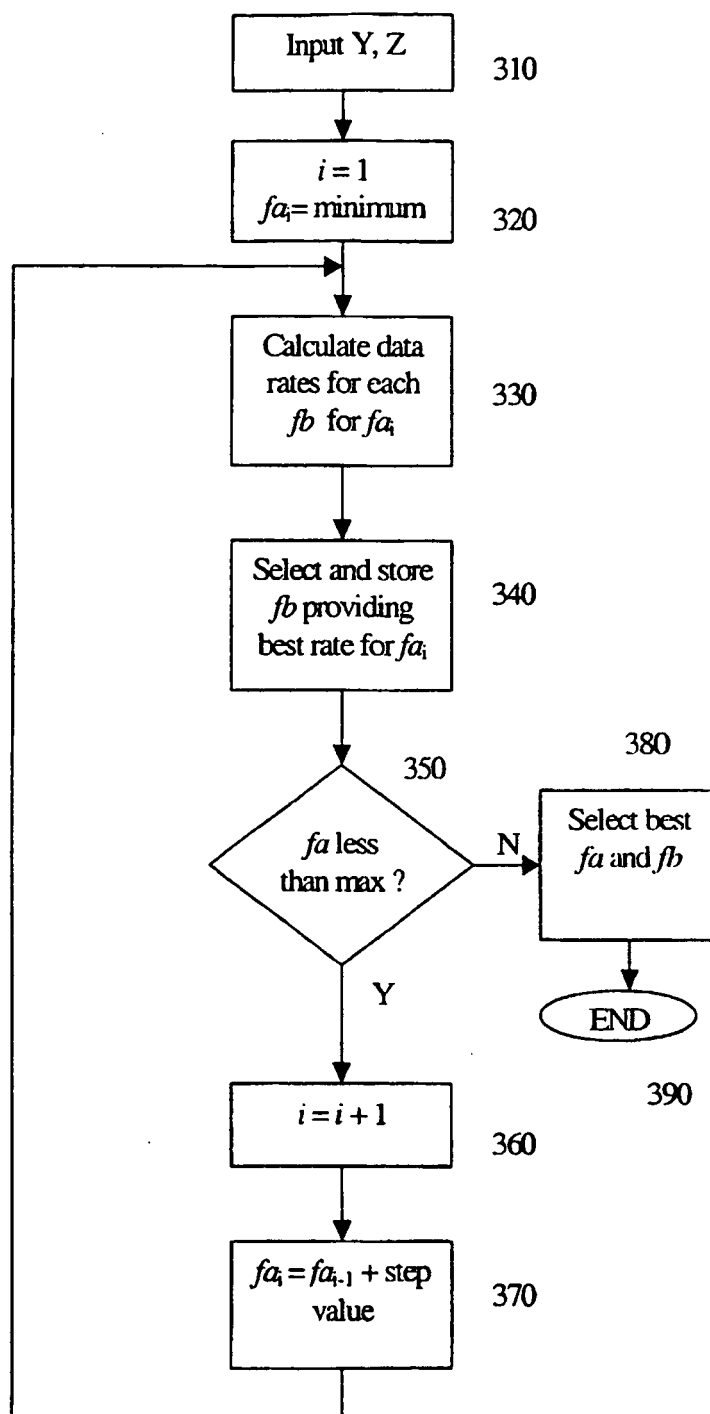 Input Y, Z
310
i = 1
faᵢ= minimum
320
Calculate data
rates for each
fb for faᵢ
330
Select and store
fb providing
best rate for faᵢ
340
350
fa less
than max ?
N
Y
380
Select best
fa and fb
END
390
i = i + 1
360
faᵢ = faᵢ₋₁ + step
value
370